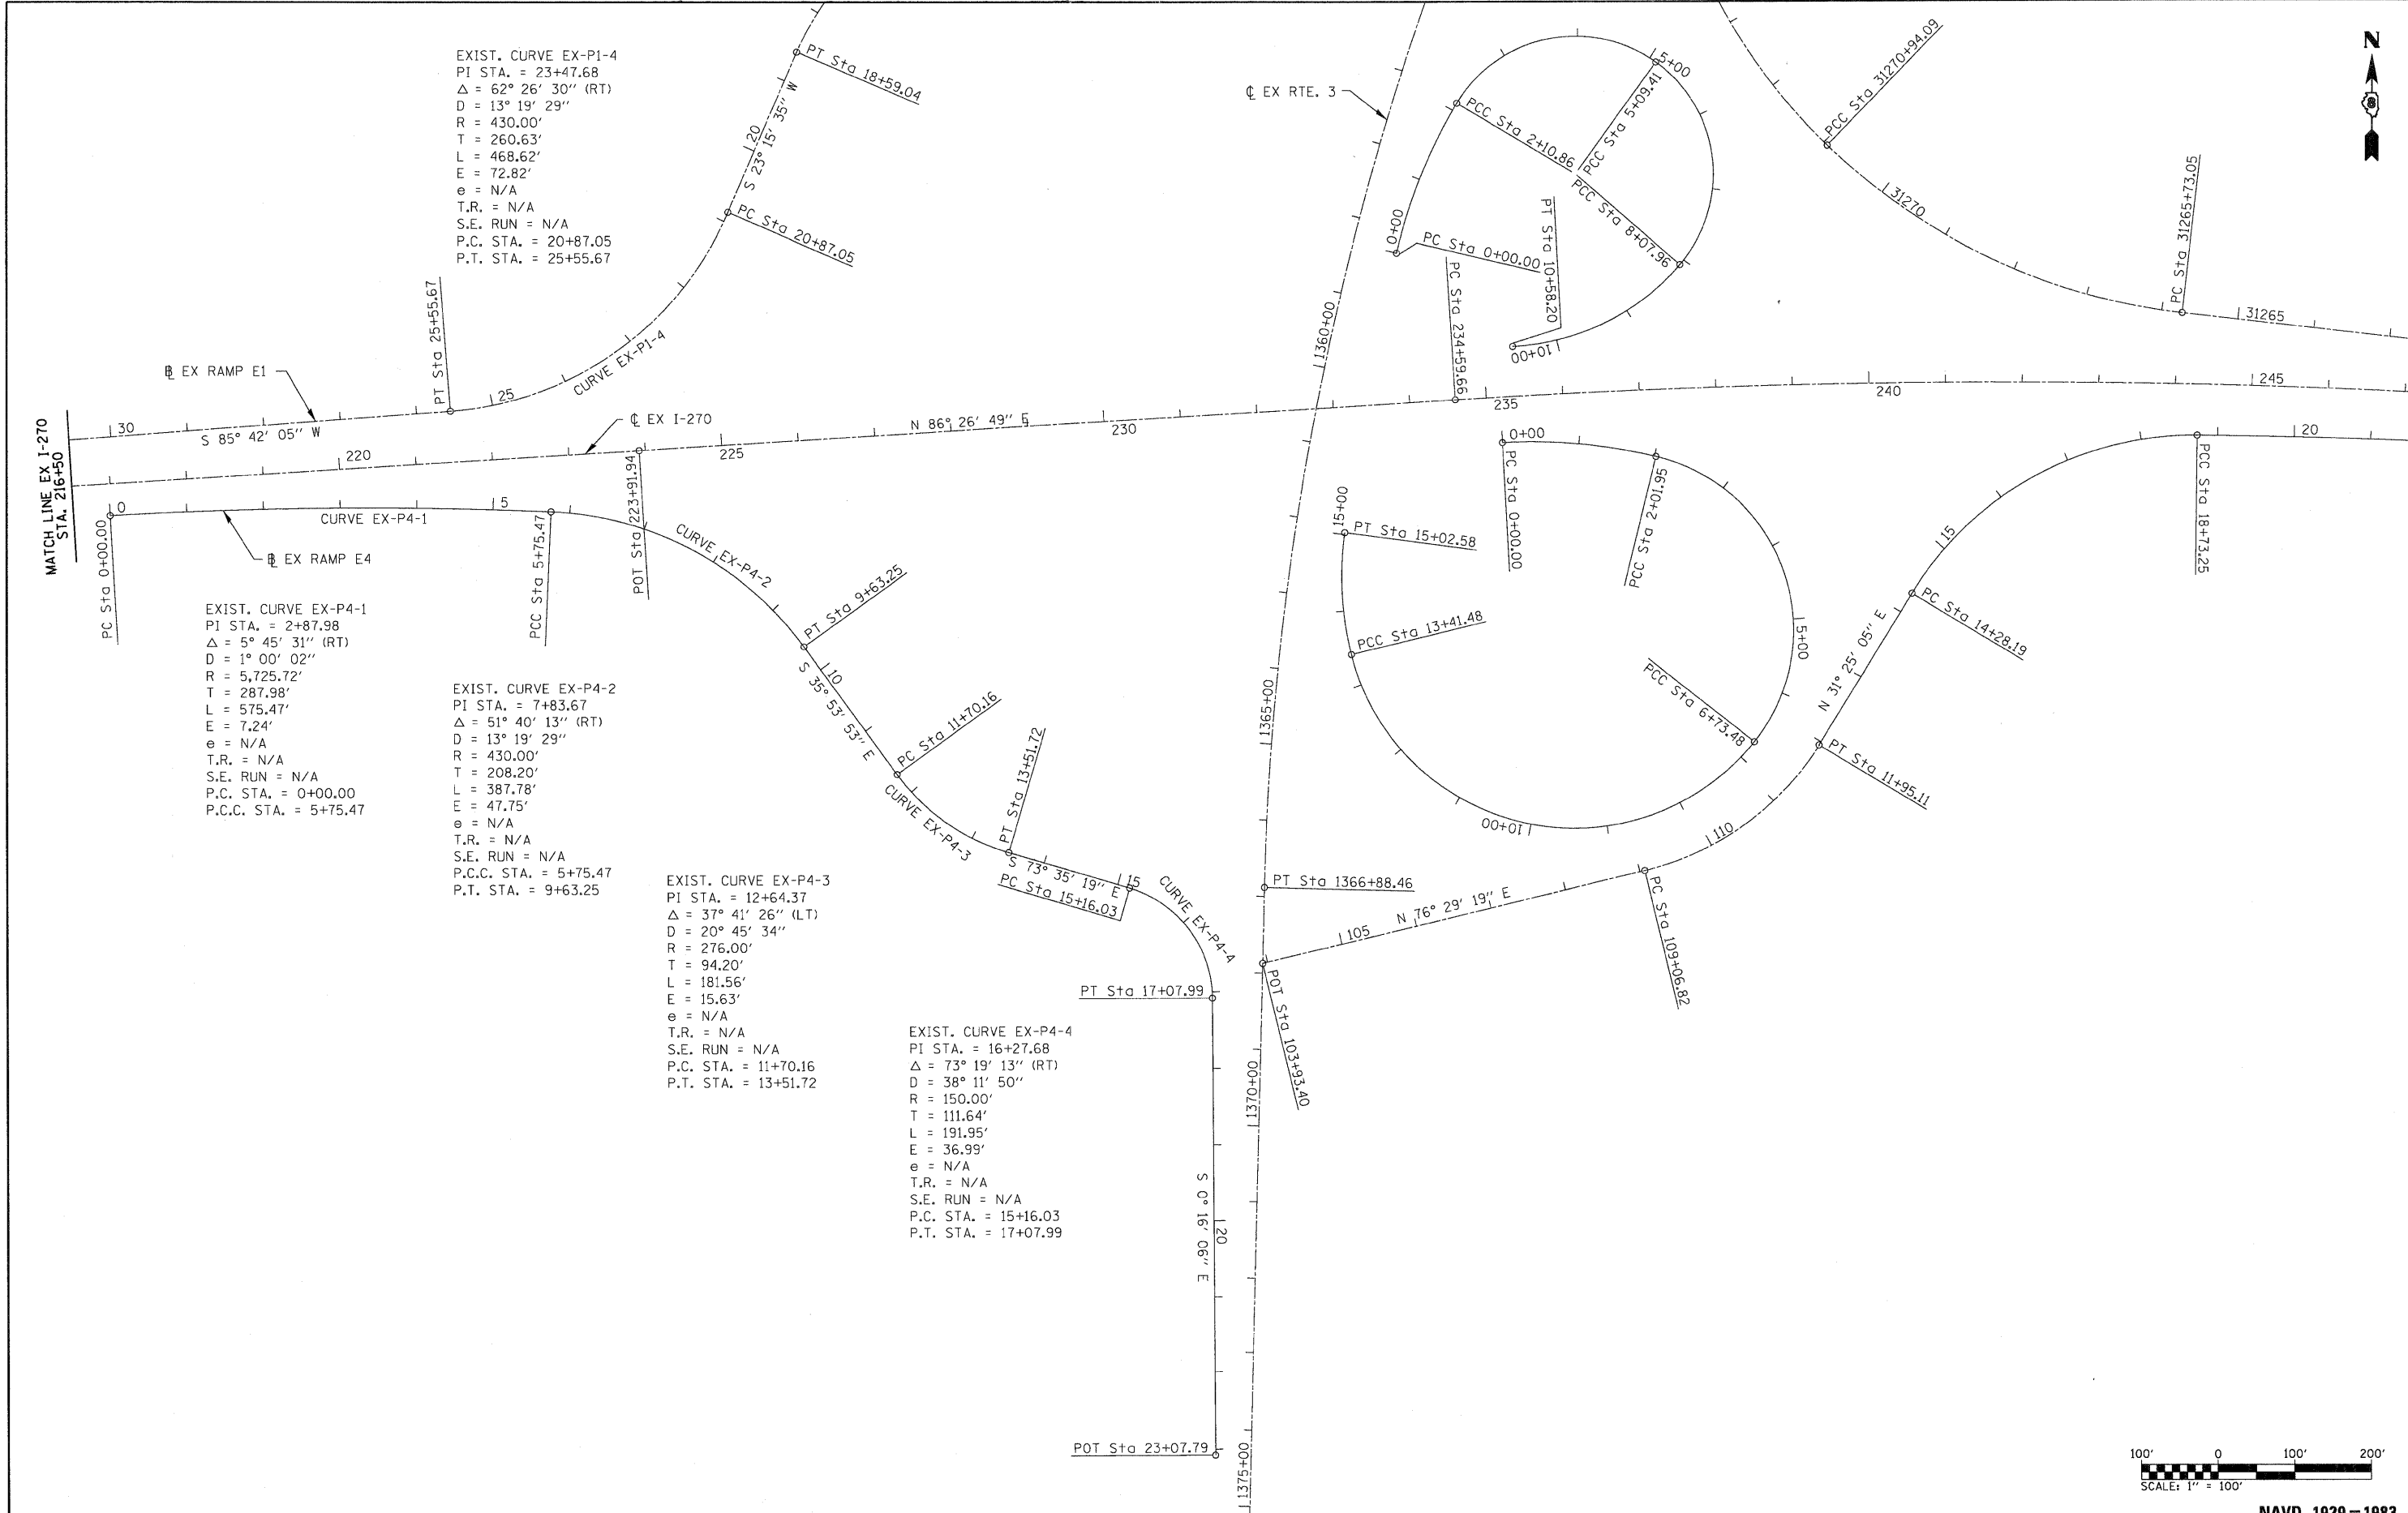 EXIST. CURVE EX-P1-4
PI STA. = 23+47.68
Δ = 62° 26' 30'' (RT)
D = 13° 19' 29''
R = 430.00'
T = 260.63'
L = 468.62'
E = 72.82'
e = N/A
T.R. = N/A
S.E. RUN = N/A
P.C. STA. = 20+87.05
P.T. STA. = 25+55.67
PT Sta 18+59.04
20
S 23° 15' 35'' W
PC Sta 20+87.05
PT Sta 25+55.67
25
CURVE EX-P1-4
℄ EX RTE. 3
5+00
PCC Sta 5+09.41
PCC Sta 2+10.86
PCC Sta 8+07.96
0+00
PC Sta 0+00.00
PT Sta 10+58.20
10+00
PC Sta 234+59.66
1360+00
PCC Sta 31270+94.09
31270
PC Sta 31265+73.05
31265
N
8
MATCH LINE EX I-270
STA. 216+50
EX RAMP E1
30
S 85° 42' 05'' W
220
℄ EX I-270
225
N 86° 26' 49'' E
230
235
240
245
POT Sta 223+91.94
0
CURVE EX-P4-1
5
PC Sta 0+00.00
EX RAMP E4
PCC Sta 5+75.47
CURVE EX-P4-2
PT Sta 9+63.25
10
S 35° 53' 53'' E
PC Sta 11+70.16
CURVE EX-P4-3
PT Sta 13+51.72
S 73° 35' 19'' E
15
PC Sta 15+16.03
CURVE EX-P4-4
PT Sta 17+07.99
S 0° 16' 06'' E
20
POT Sta 23+07.79
EXIST. CURVE EX-P4-1
PI STA. = 2+87.98
Δ = 5° 45' 31'' (RT)
D = 1° 00' 02''
R = 5,725.72'
T = 287.98'
L = 575.47'
E = 7.24'
e = N/A
T.R. = N/A
S.E. RUN = N/A
P.C. STA. = 0+00.00
P.C.C. STA. = 5+75.47
EXIST. CURVE EX-P4-2
PI STA. = 7+83.67
Δ = 51° 40' 13'' (RT)
D = 13° 19' 29''
R = 430.00'
T = 208.20'
L = 387.78'
E = 47.75'
e = N/A
T.R. = N/A
S.E. RUN = N/A
P.C.C. STA. = 5+75.47
P.T. STA. = 9+63.25
EXIST. CURVE EX-P4-3
PI STA. = 12+64.37
Δ = 37° 41' 26'' (LT)
D = 20° 45' 34''
R = 276.00'
T = 94.20'
L = 181.56'
E = 15.63'
e = N/A
T.R. = N/A
S.E. RUN = N/A
P.C. STA. = 11+70.16
P.T. STA. = 13+51.72
EXIST. CURVE EX-P4-4
PI STA. = 16+27.68
Δ = 73° 19' 13'' (RT)
D = 38° 11' 50''
R = 150.00'
T = 111.64'
L = 191.95'
E = 36.99'
e = N/A
T.R. = N/A
S.E. RUN = N/A
P.C. STA. = 15+16.03
P.T. STA. = 17+07.99
0+00
PC Sta 0+00.00
PCC Sta 2+01.95
5+00
PCC Sta 6+73.48
10+00
PCC Sta 13+41.48
PT Sta 15+02.58
15+00
1365+00
PT Sta 1366+88.46
POT Sta 103+93.40
105
N 76° 29' 19'' E
PC Sta 109+06.82
110
PT Sta 11+95.11
N 31° 25' 05'' E
PC Sta 14+28.19
15
PCC Sta 18+73.25
20
1370+00
1375+00
100' 0 100' 200'
SCALE: 1'' = 100'
NAVD 1929 = 1983